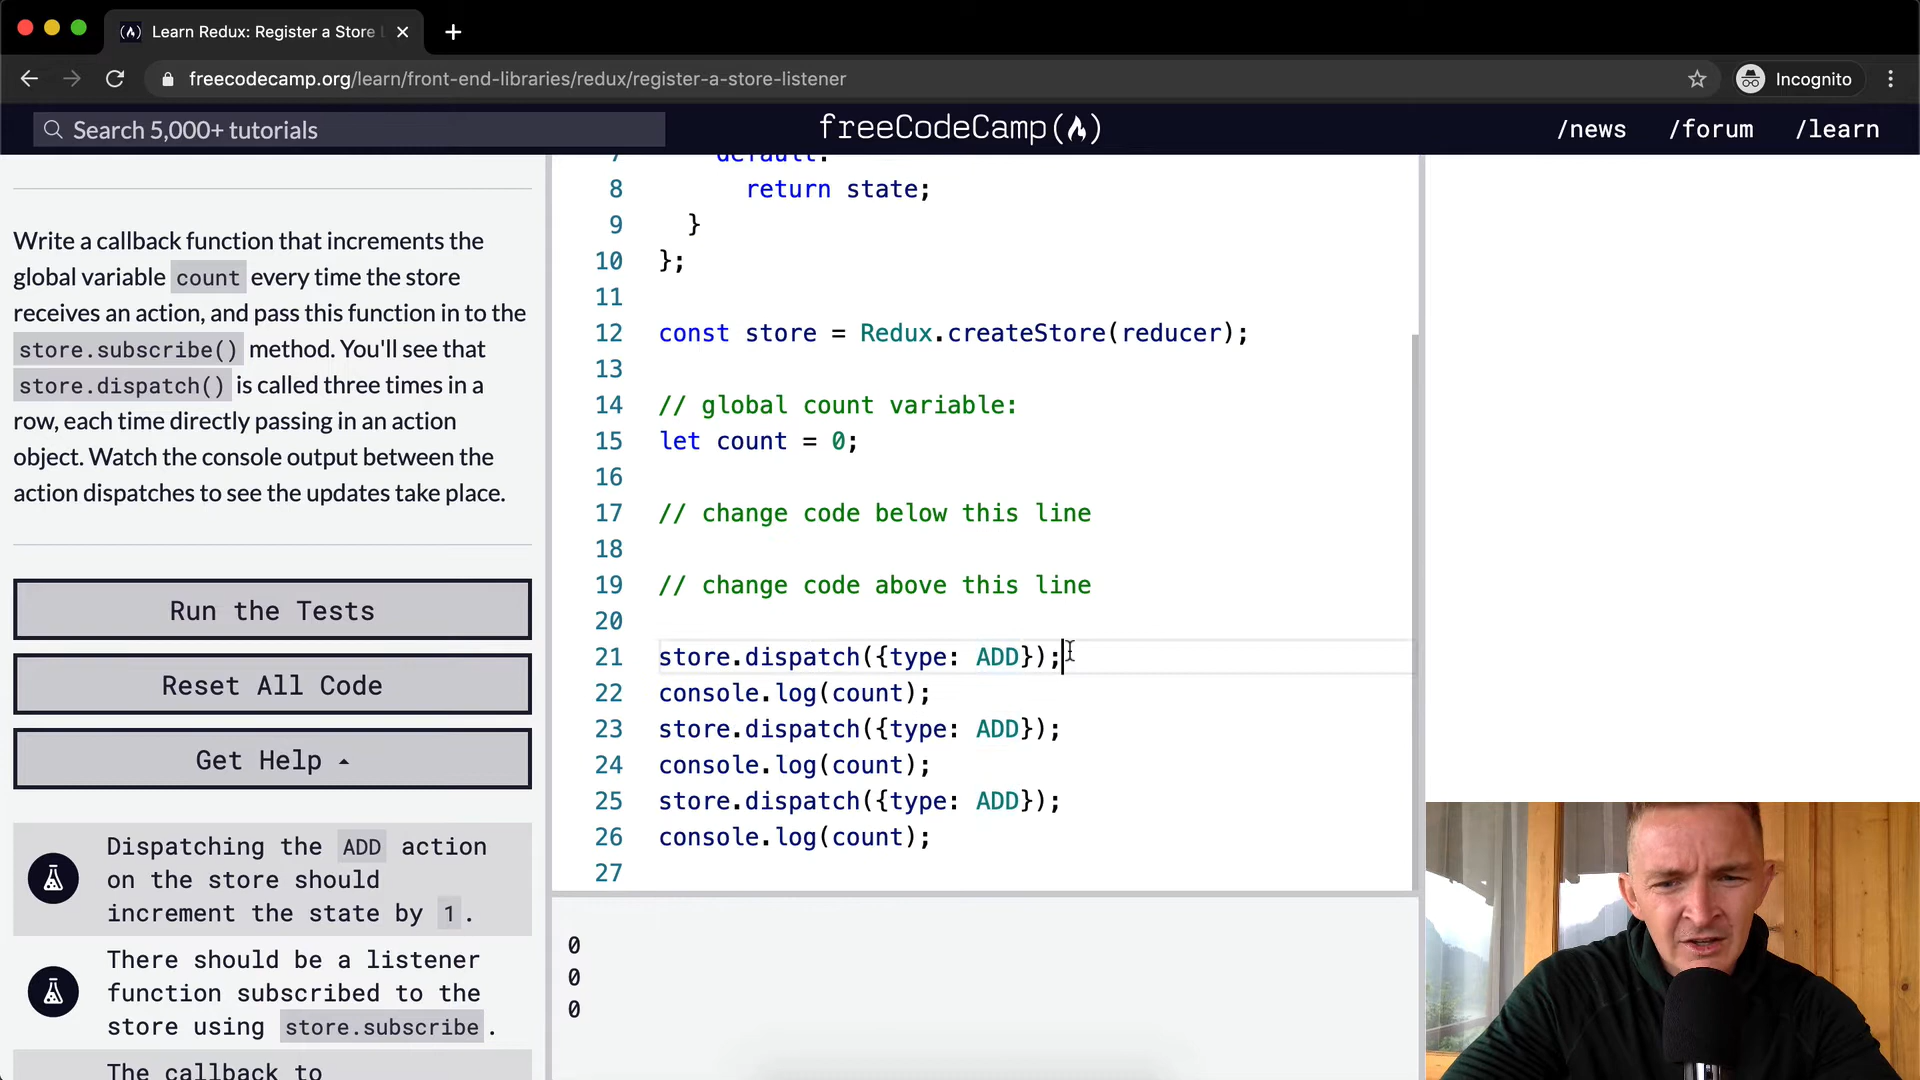 Learn Redux: Register a Store
freecodecamp.org/learn/front-end-libraries/redux/register-a-store-listener
Incognito
Search 5,000+ tutorials
freeCodeCamp
/news
/forum
/learn
Write a callback function that increments the
global variable count every time the store
receives an action, and pass this function in to the
store.subscribe() method. You'll see that
store.dispatch() is called three times in a
row, each time directly passing in an action
object. Watch the console output between the
action dispatches to see the updates take place.
Run the Tests
Reset All Code
Get Help
Dispatching the ADD action
on the store should
increment the state by 1.
There should be a listener
function subscribed to the
store using store.subscribe.
The callback to
7 default:
8 return state;
9 }
10 };
11
12 const store = Redux.createStore(reducer);
13
14 // global count variable:
15 let count = 0;
16
17 // change code below this line
18
19 // change code above this line
20
21 store.dispatch({type: ADD});
22 console.log(count);
23 store.dispatch({type: ADD});
24 console.log(count);
25 store.dispatch({type: ADD});
26 console.log(count);
27
0
0
0